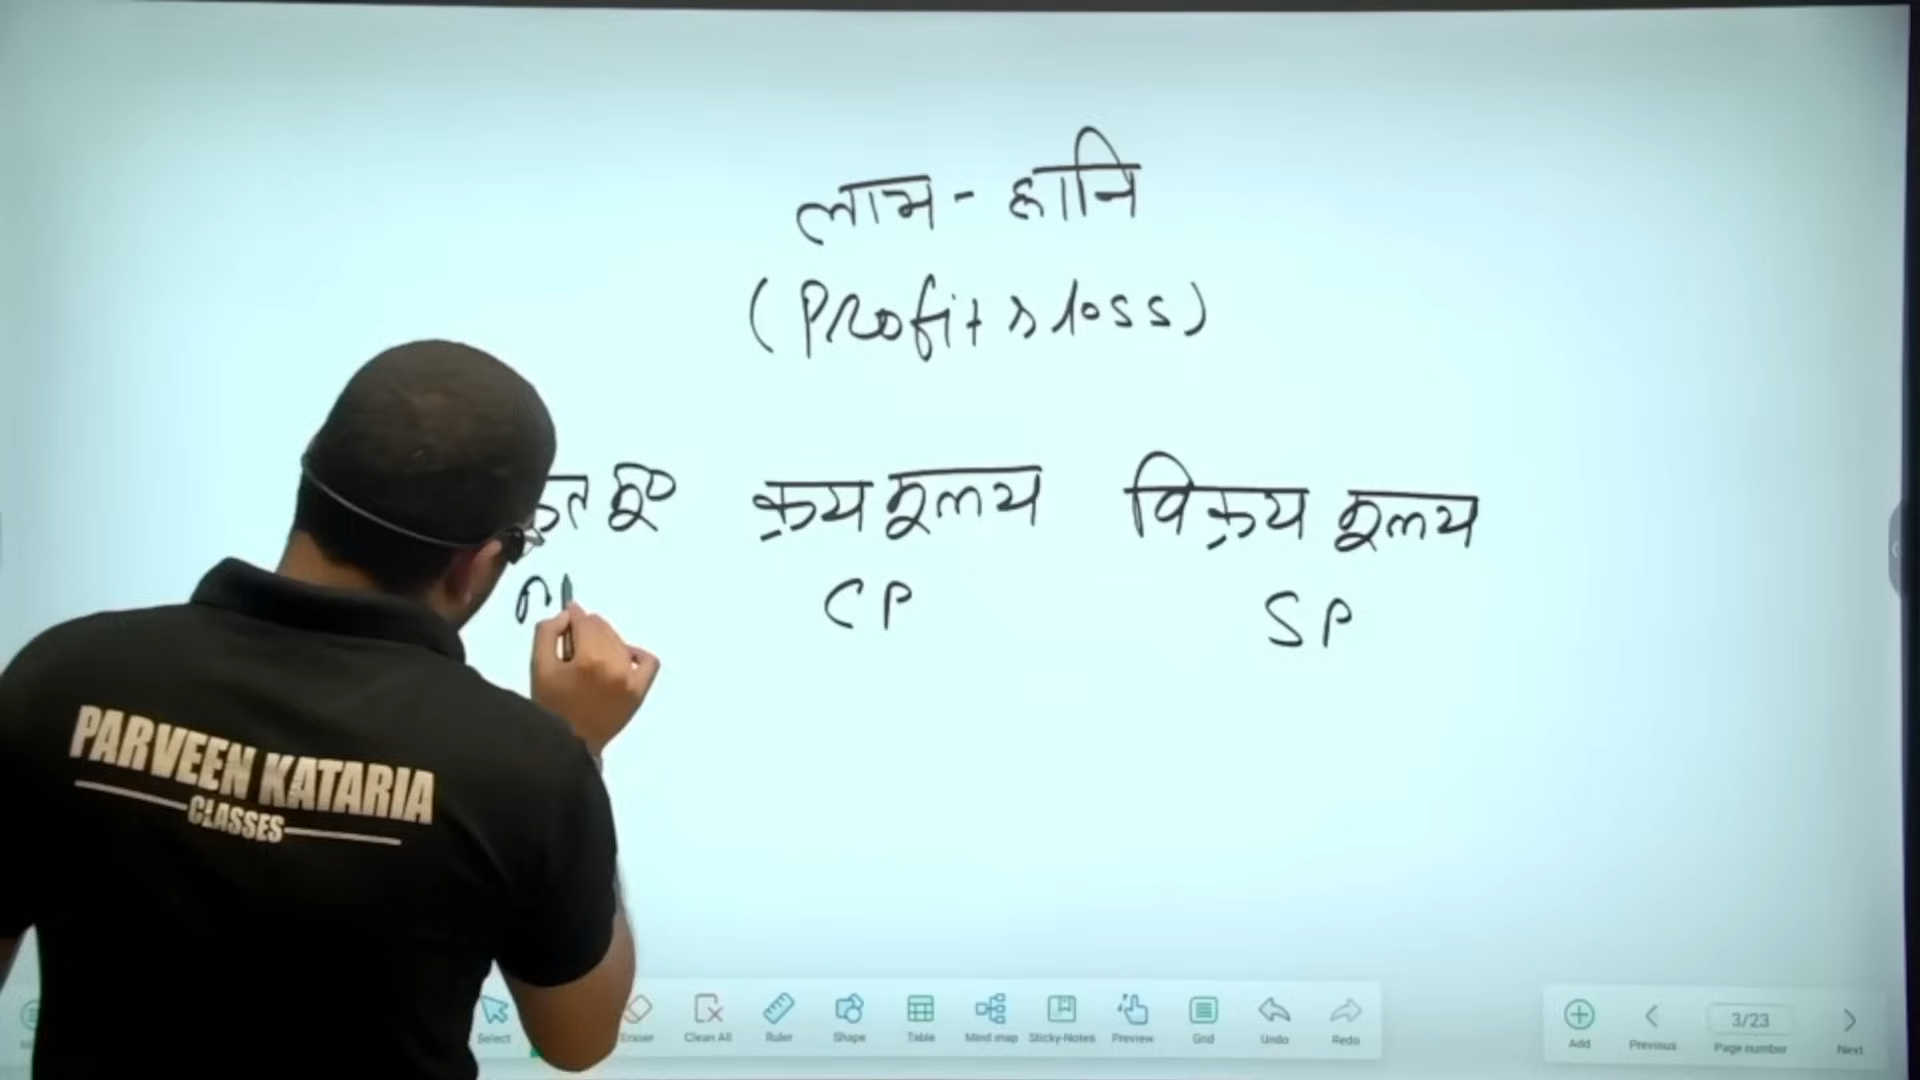 लाभ - हानि
(Profit & loss)
मू० क्रय मूल्य विक्रय मूल्य
CP SP
PARVEEN KATARIA
CLASSES
Select Eraser Clean All Ruler Shape Table Mind map Sticky-Notes Preview Grid Undo Redo Add Previous 3/23 Page number Next